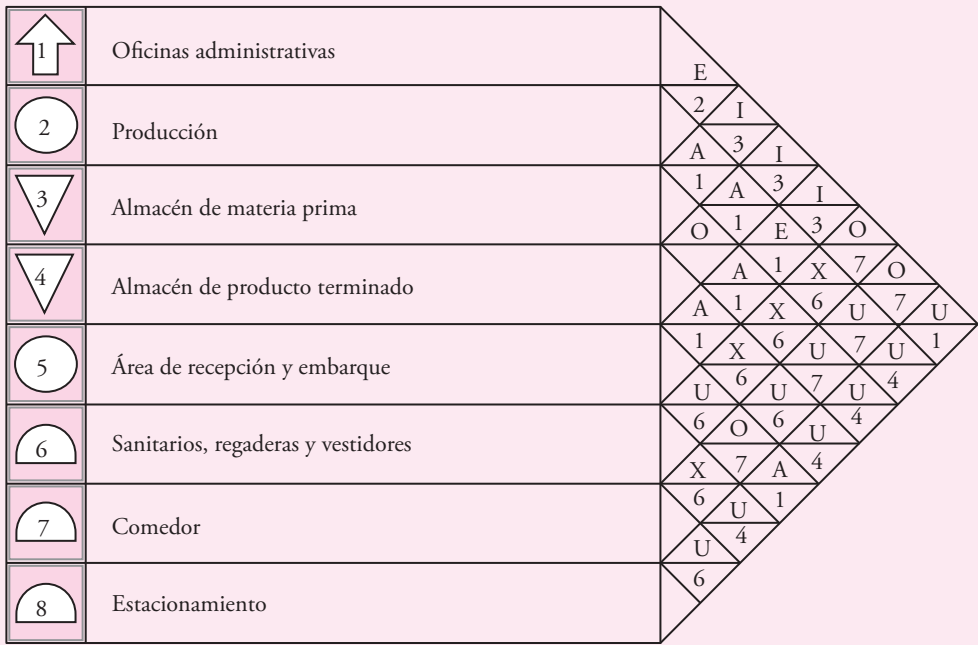 1 Oficinas administrativas
E
2 I
2 Producción
A 3 I
1 A 3 I
3 Almacén de materia prima
O 1 E 3 O
A 1 X 7 O
4 Almacén de producto terminado
A 1 X 6 U 7 U
1 X 6 U 7 U 1
5 Área de recepción y embarque
U 6 U 7 U 4
6 O 6 U 4
6 Sanitarios, regaderas y vestidores
X 7 A 4
6 U 1
7 Comedor
U 4
6
8 Estacionamiento